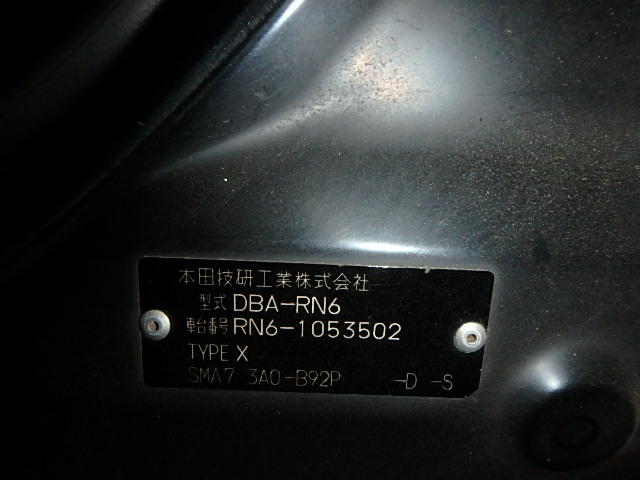 本田技研工業株式会社
型式 DBA-RN6
車台番号 RN6-1053502
TYPE X
SMA7 3A0-B92P -D -S